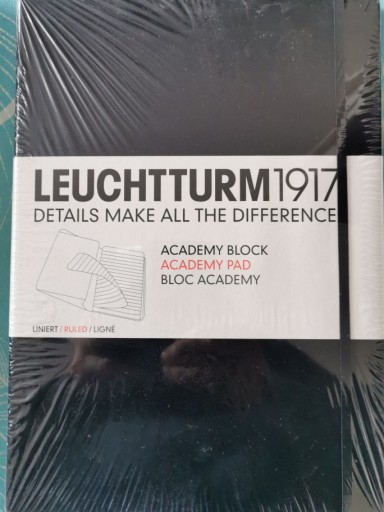 LEUCHTTURM1917
DETAILS MAKE ALL THE DIFFERENCE
ACADEMY BLOCK
ACADEMY PAD
BLOC ACADEMY
LINIERT / RULED / LIGNÉ